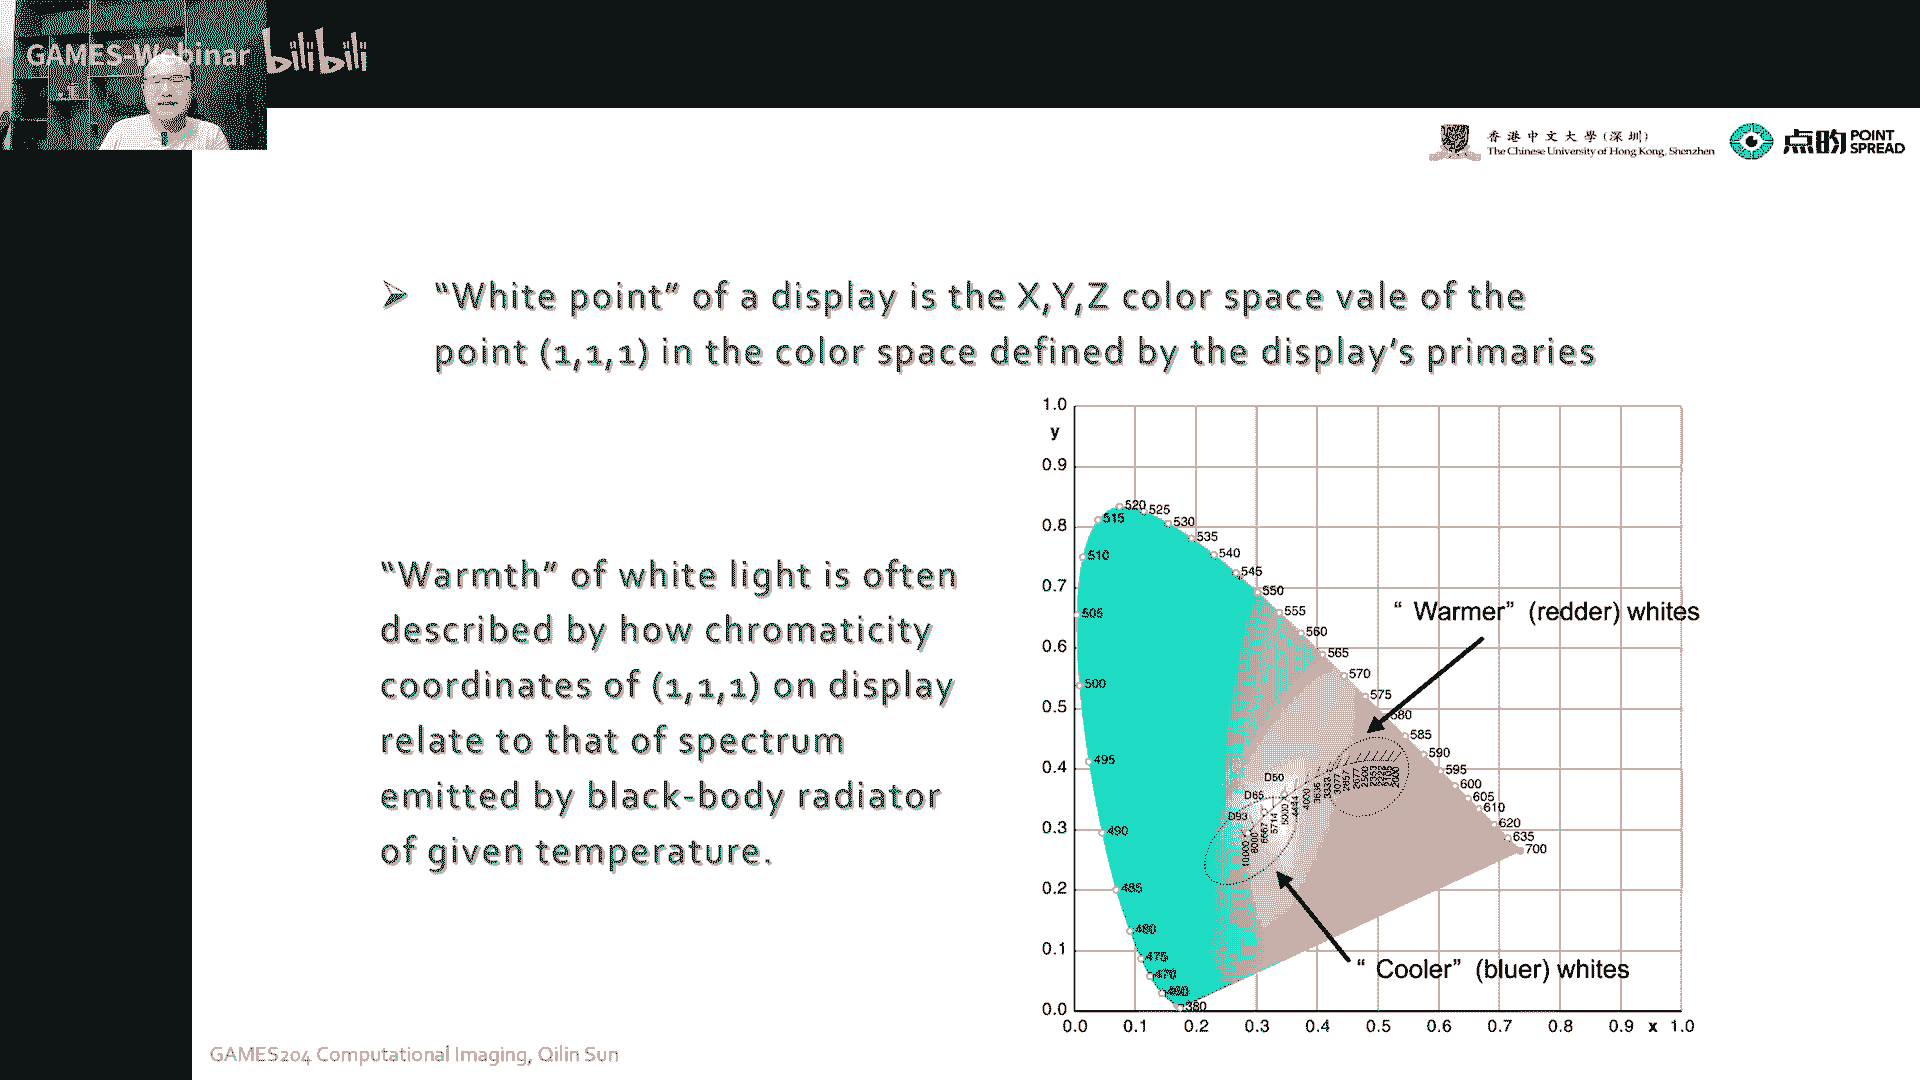 GAMES-Webinar bilibili
香港中文大學(深圳)
The Chinese University of Hong Kong, Shenzhen
点昀 POINT
SPREAD
“White point” of a display is the X,Y,Z color space vale of the
point (1,1,1) in the color space defined by the display’s primaries
“Warmth” of white light is often
described by how chromaticity
coordinates of (1,1,1) on display
relate to that of spectrum
emitted by black-body radiator
of given temperature.
1.0
y
0.9
0.8
0.7
0.6
0.5
0.4
0.3
0.2
0.1
0.0
520
525
515
530
535
510
540
545
550
505
555
560
565
500
570
575
580
585
495
590
595
600
605
610
490
620
635
700
485
480
475
470
460
380
“ Warmer” (redder) whites
D50
D65
D93
10000
4000
“ Cooler” (bluer) whites
0.0 0.1 0.2 0.3 0.4 0.5 0.6 0.7 0.8 0.9 x 1.0
GAMES204 Computational Imaging, Qilin Sun